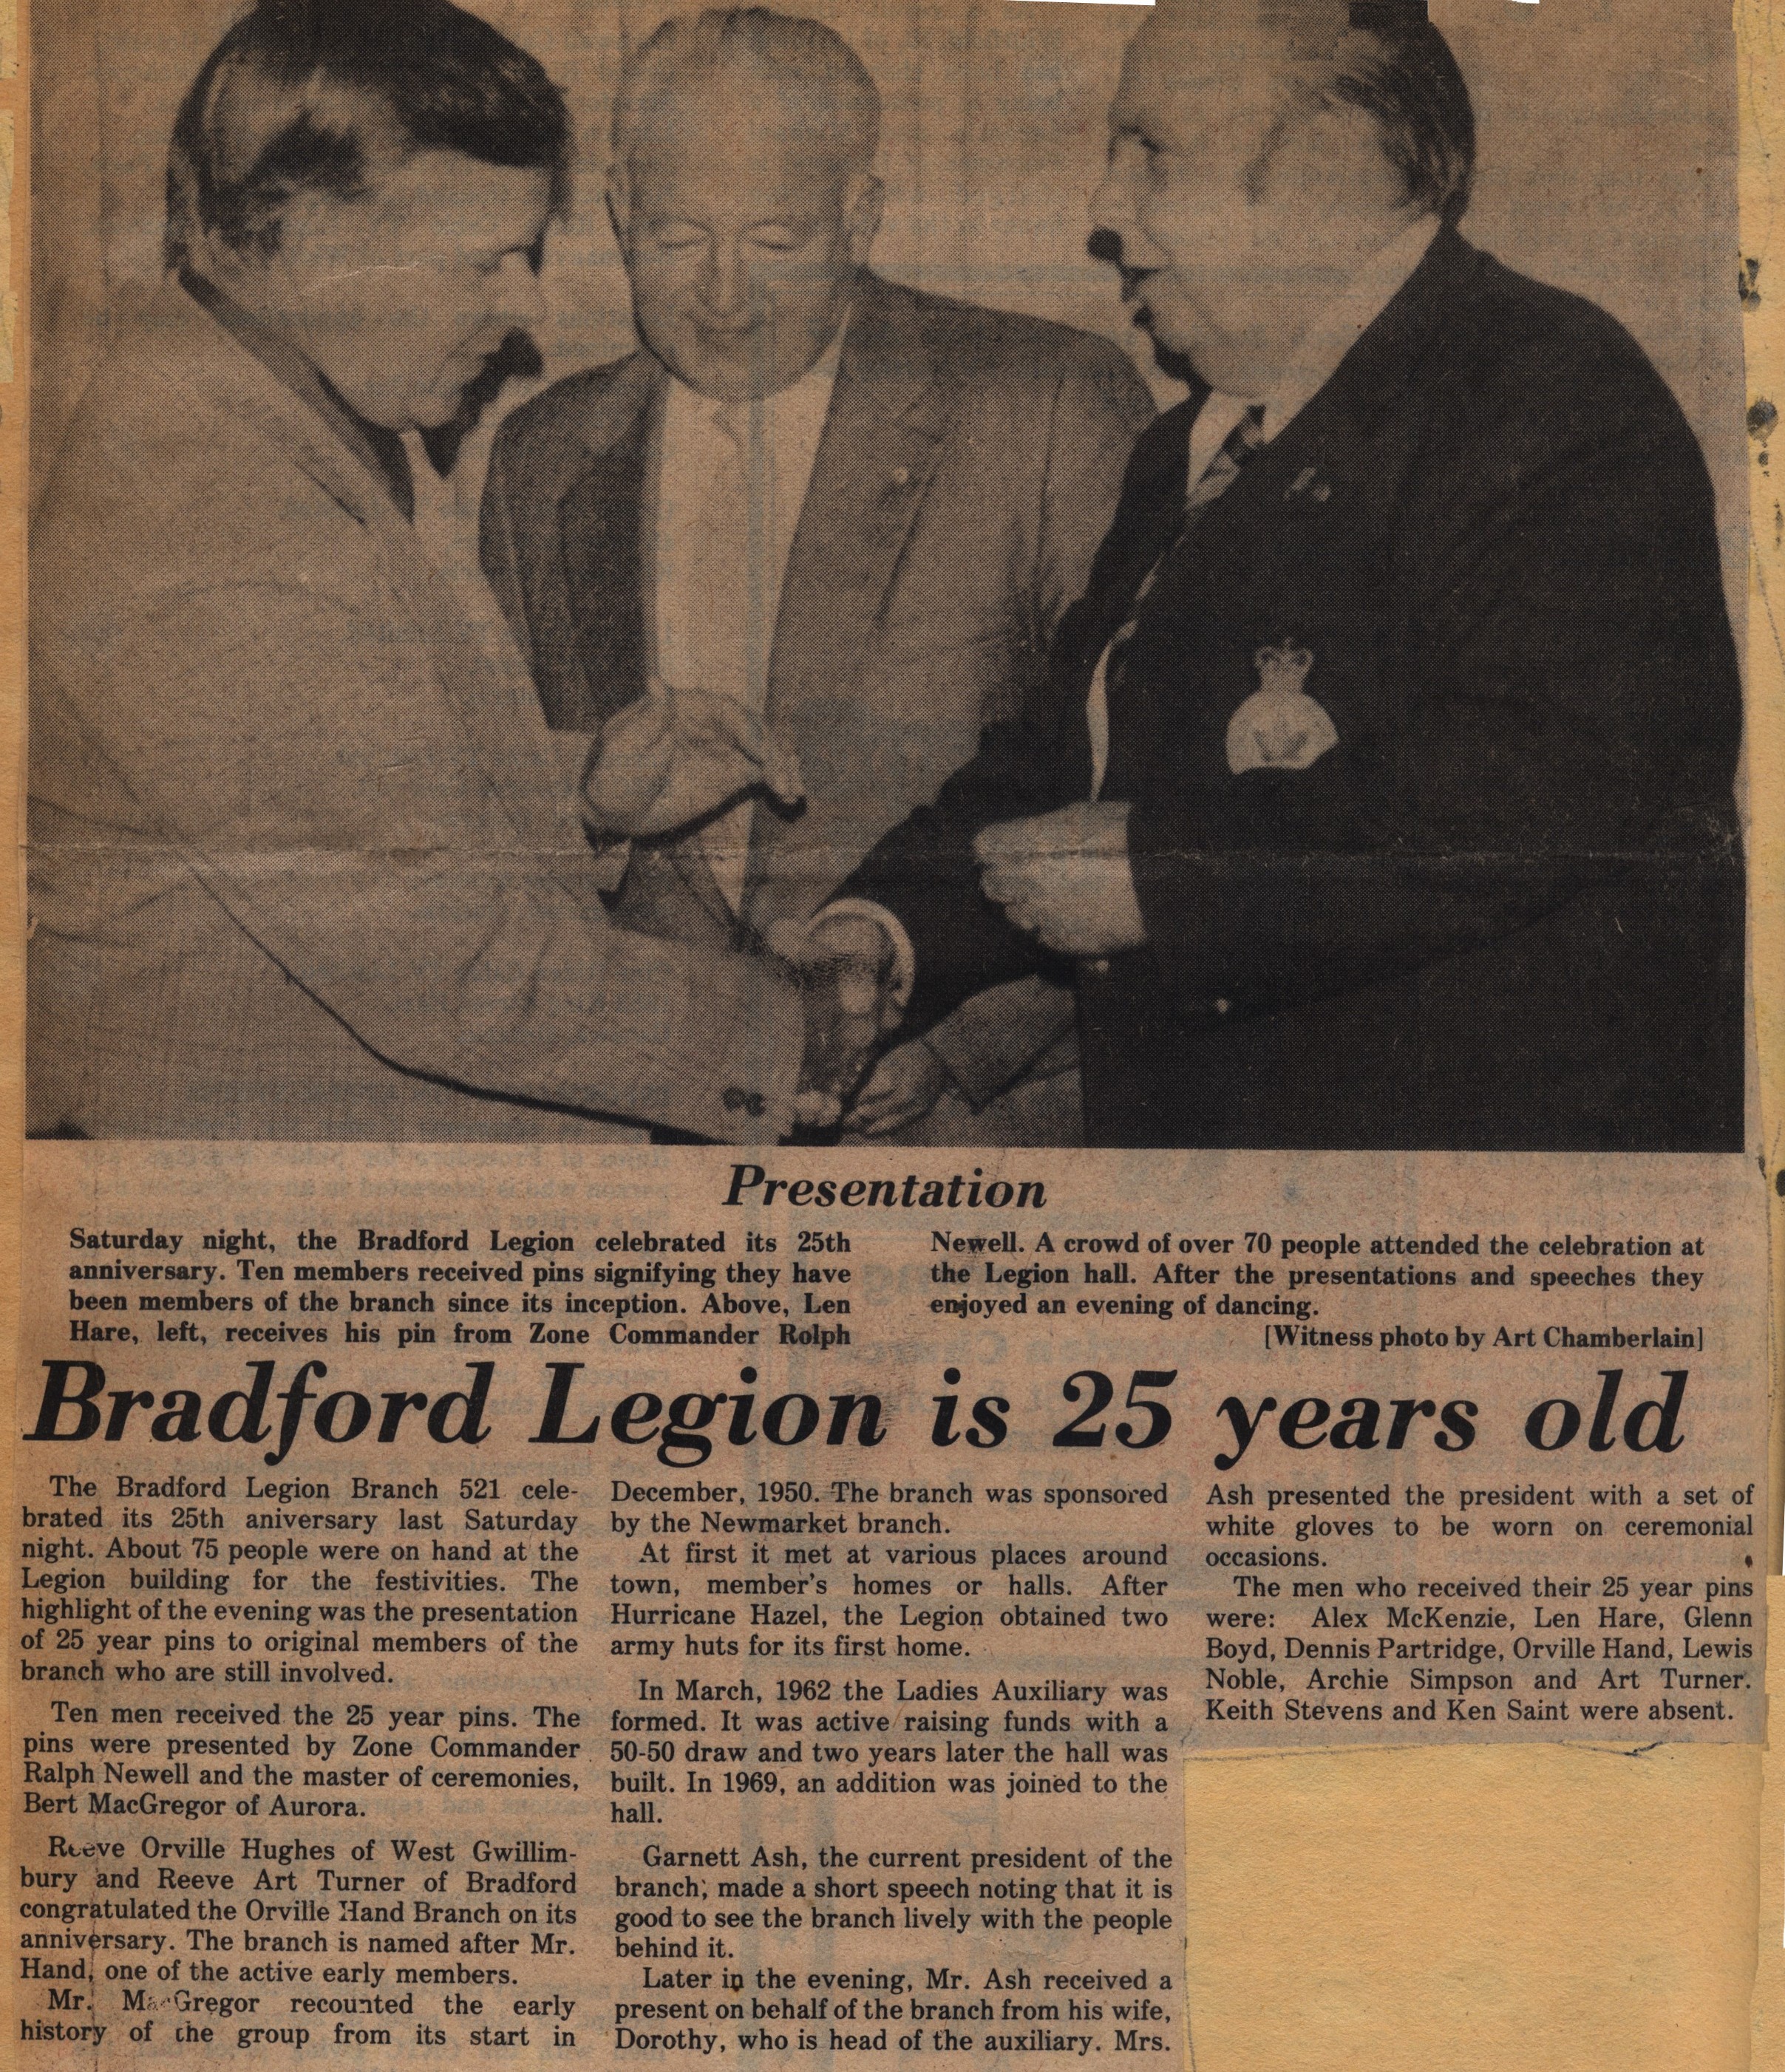 Presentation
Saturday night, the Bradford Legion celebrated its 25th
anniversary. Ten members received pins signifying they have
been members of the branch since its inception. Above, Len
Hare, left, receives his pin from Zone Commander Rolph
Newell. A crowd of over 70 people attended the celebration at
the Legion hall. After the presentations and speeches they
enjoyed an evening of dancing.
[Witness photo by Art Chamberlain]
Bradford Legion is 25 years old
The Bradford Legion Branch 521 cele-
brated its 25th aniversary last Saturday
night. About 75 people were on hand at the
Legion building for the festivities. The
highlight of the evening was the presentation
of 25 year pins to original members of the
branch who are still involved.
Ten men received the 25 year pins. The
pins were presented by Zone Commander
Ralph Newell and the master of ceremonies,
Bert MacGregor of Aurora.
Reeve Orville Hughes of West Gwillim-
bury and Reeve Art Turner of Bradford
congratulated the Orville Hand Branch on its
anniversary. The branch is named after Mr.
Hand, one of the active early members.
Mr. MacGregor recounted the early
history of the group from its start in
December, 1950. The branch was sponsored
by the Newmarket branch.
At first it met at various places around
town, member's homes or halls. After
Hurricane Hazel, the Legion obtained two
army huts for its first home.
In March, 1962 the Ladies Auxiliary was
formed. It was active raising funds with a
50-50 draw and two years later the hall was
built. In 1969, an addition was joined to the
hall.
Garnett Ash, the current president of the
branch, made a short speech noting that it is
good to see the branch lively with the people
behind it.
Later in the evening, Mr. Ash received a
present on behalf of the branch from his wife,
Dorothy, who is head of the auxiliary. Mrs.
Ash presented the president with a set of
white gloves to be worn on ceremonial
occasions.
The men who received their 25 year pins
were: Alex McKenzie, Len Hare, Glenn
Boyd, Dennis Partridge, Orville Hand, Lewis
Noble, Archie Simpson and Art Turner.
Keith Stevens and Ken Saint were absent.